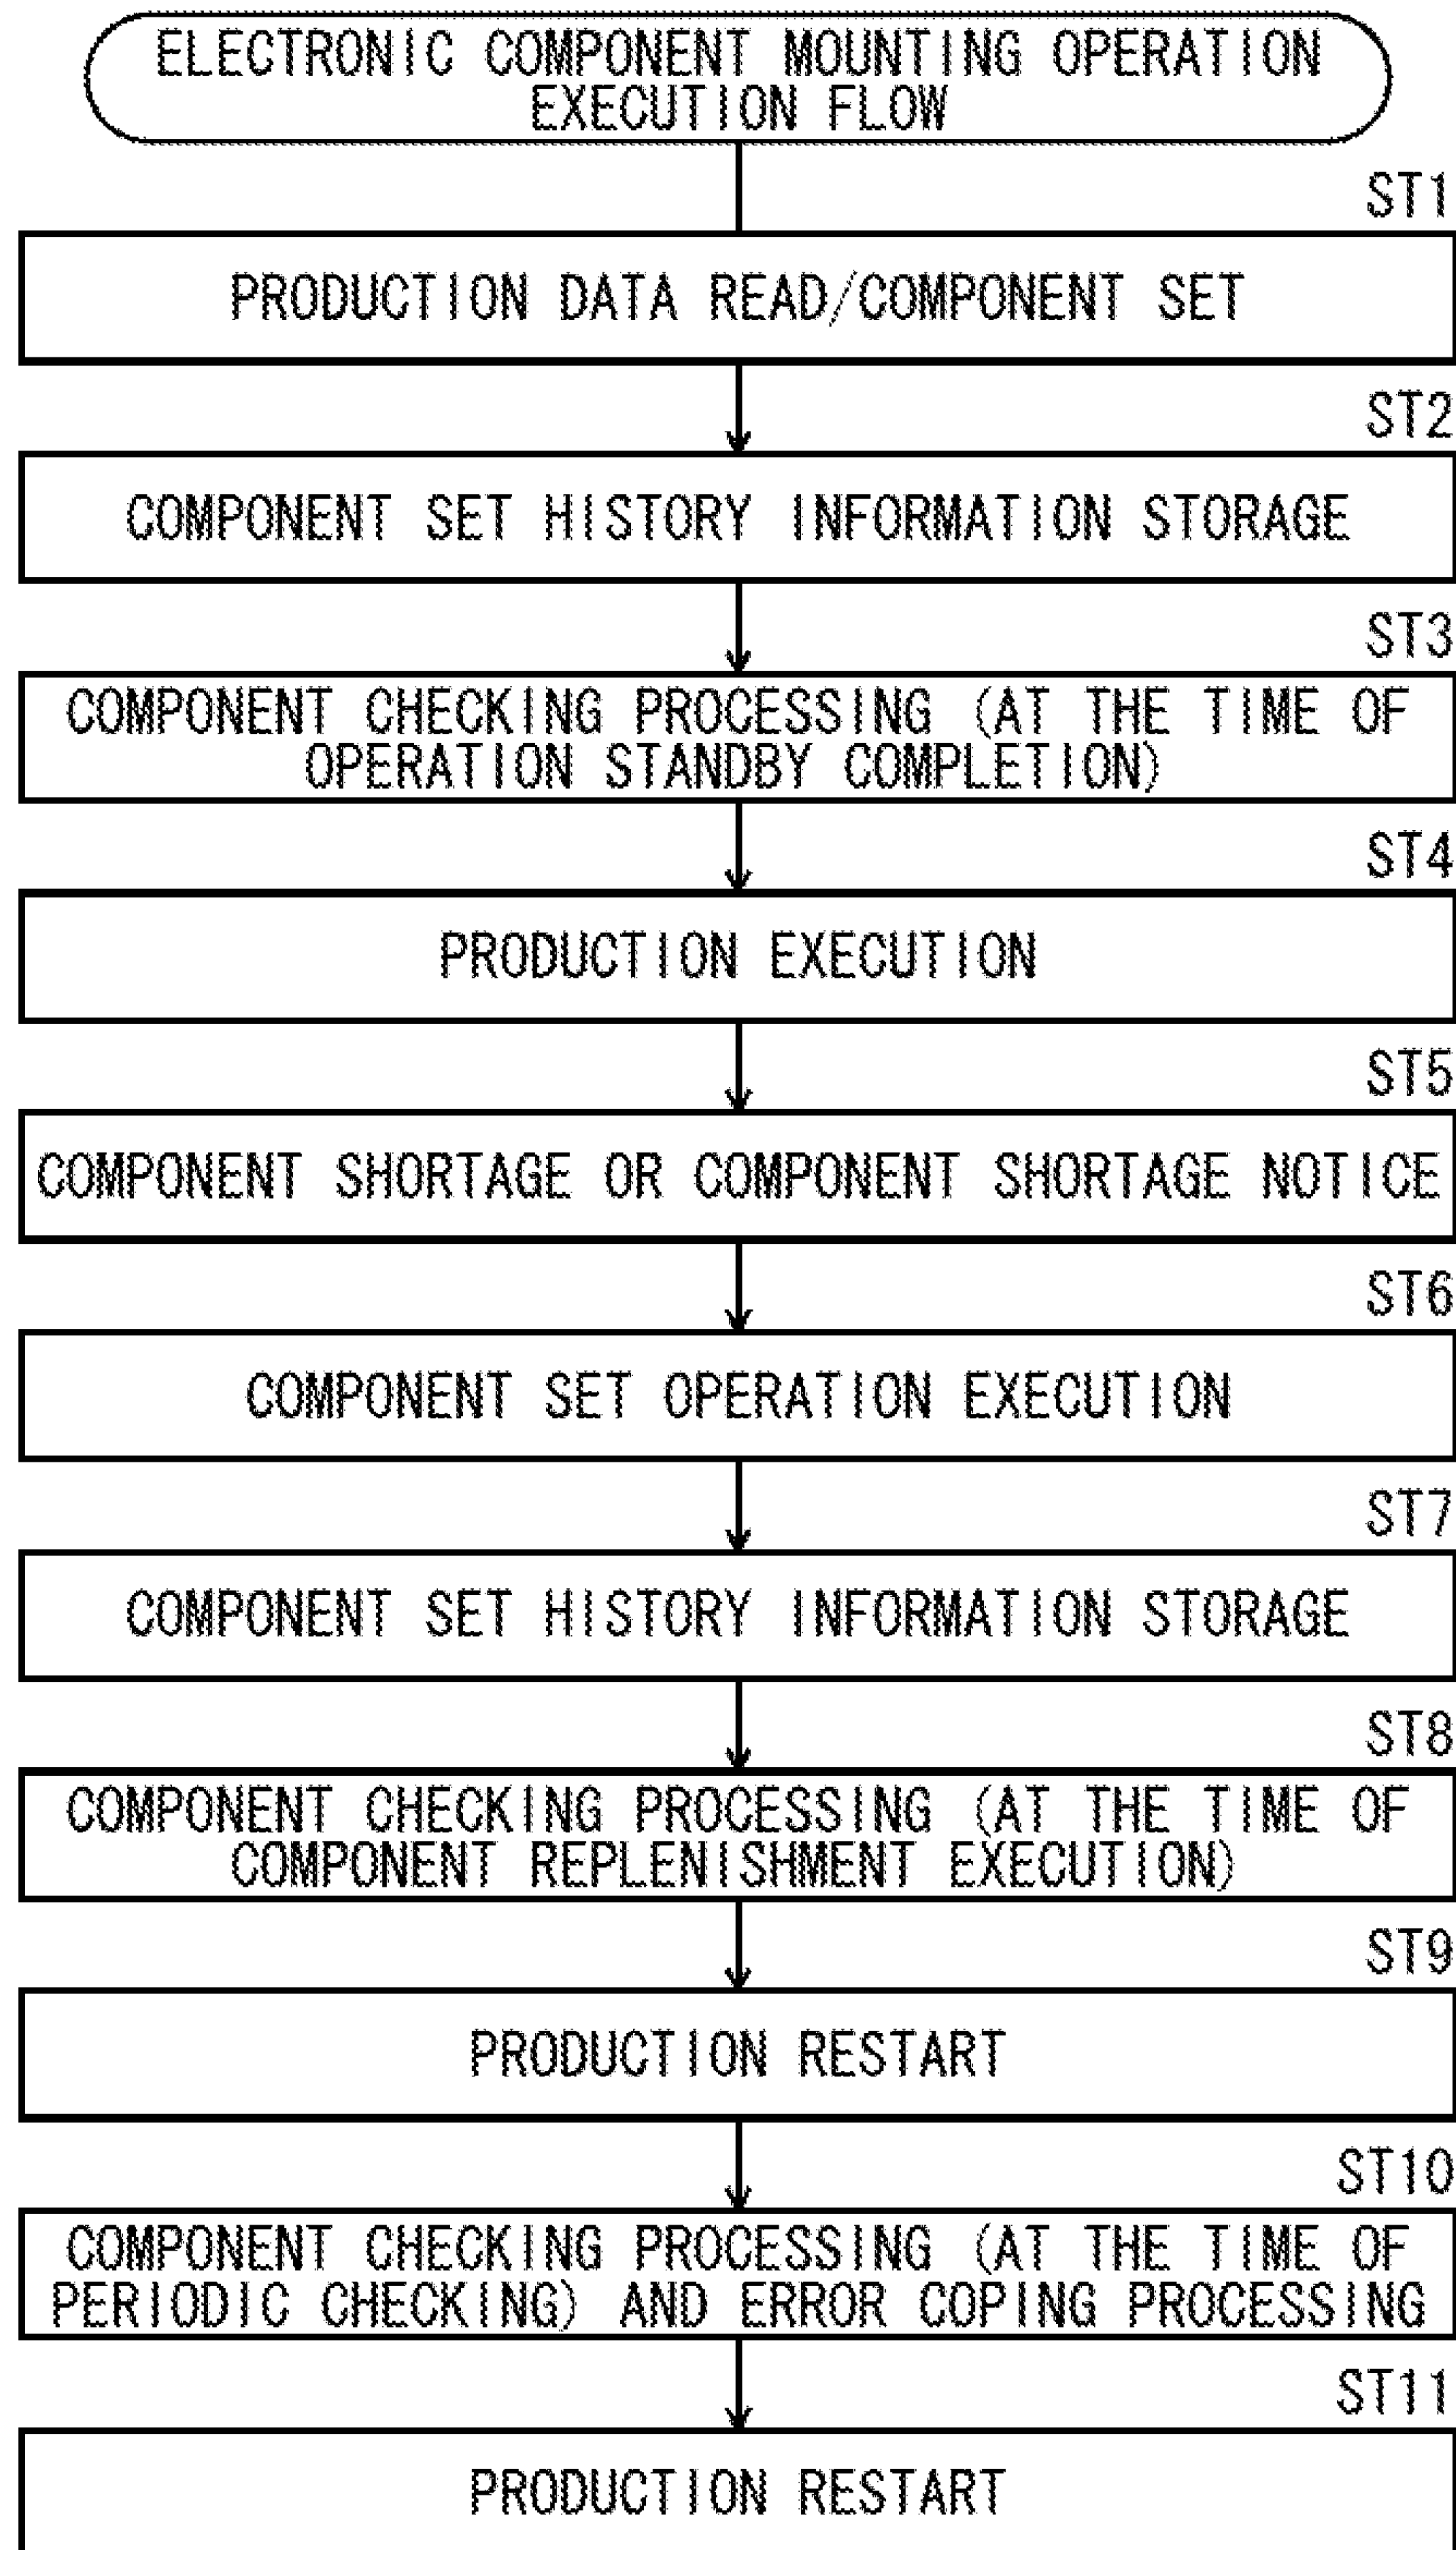 ELECTRONIC COMPONENT MOUNTING OPERATION
EXECUTION FLOW
ST1
PRODUCTION DATA READ/COMPONENT SET
ST2
COMPONENT SET HISTORY INFORMATION STORAGE
ST3
COMPONENT CHECKING PROCESSING (AT THE TIME OF
OPERATION STANDBY COMPLETION)
ST4
PRODUCTION EXECUTION
ST5
COMPONENT SHORTAGE OR COMPONENT SHORTAGE NOTICE
ST6
COMPONENT SET OPERATION EXECUTION
ST7
COMPONENT SET HISTORY INFORMATION STORAGE
ST8
COMPONENT CHECKING PROCESSING (AT THE TIME OF
COMPONENT REPLENISHMENT EXECUTION)
ST9
PRODUCTION RESTART
ST10
COMPONENT CHECKING PROCESSING (AT THE TIME OF
PERIODIC CHECKING) AND ERROR COPING PROCESSING
ST11
PRODUCTION RESTART